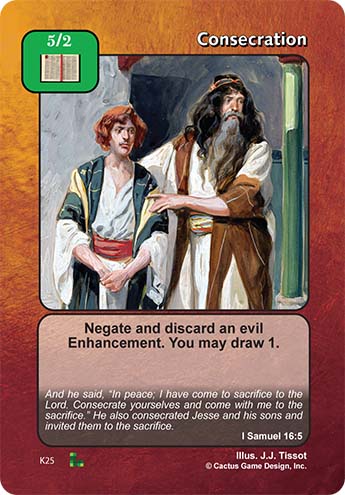 5/2
Consecration
Negate and discard an evil
Enhancement. You may draw 1.
And he said, “In peace; I have come to sacrifice to the
Lord. Consecrate yourselves and come with me to the
sacrifice.” He also consecrated Jesse and his sons and
invited them to the sacrifice.
I Samuel 16:5
K25
Illus. J.J. Tissot
© Cactus Game Design, Inc.